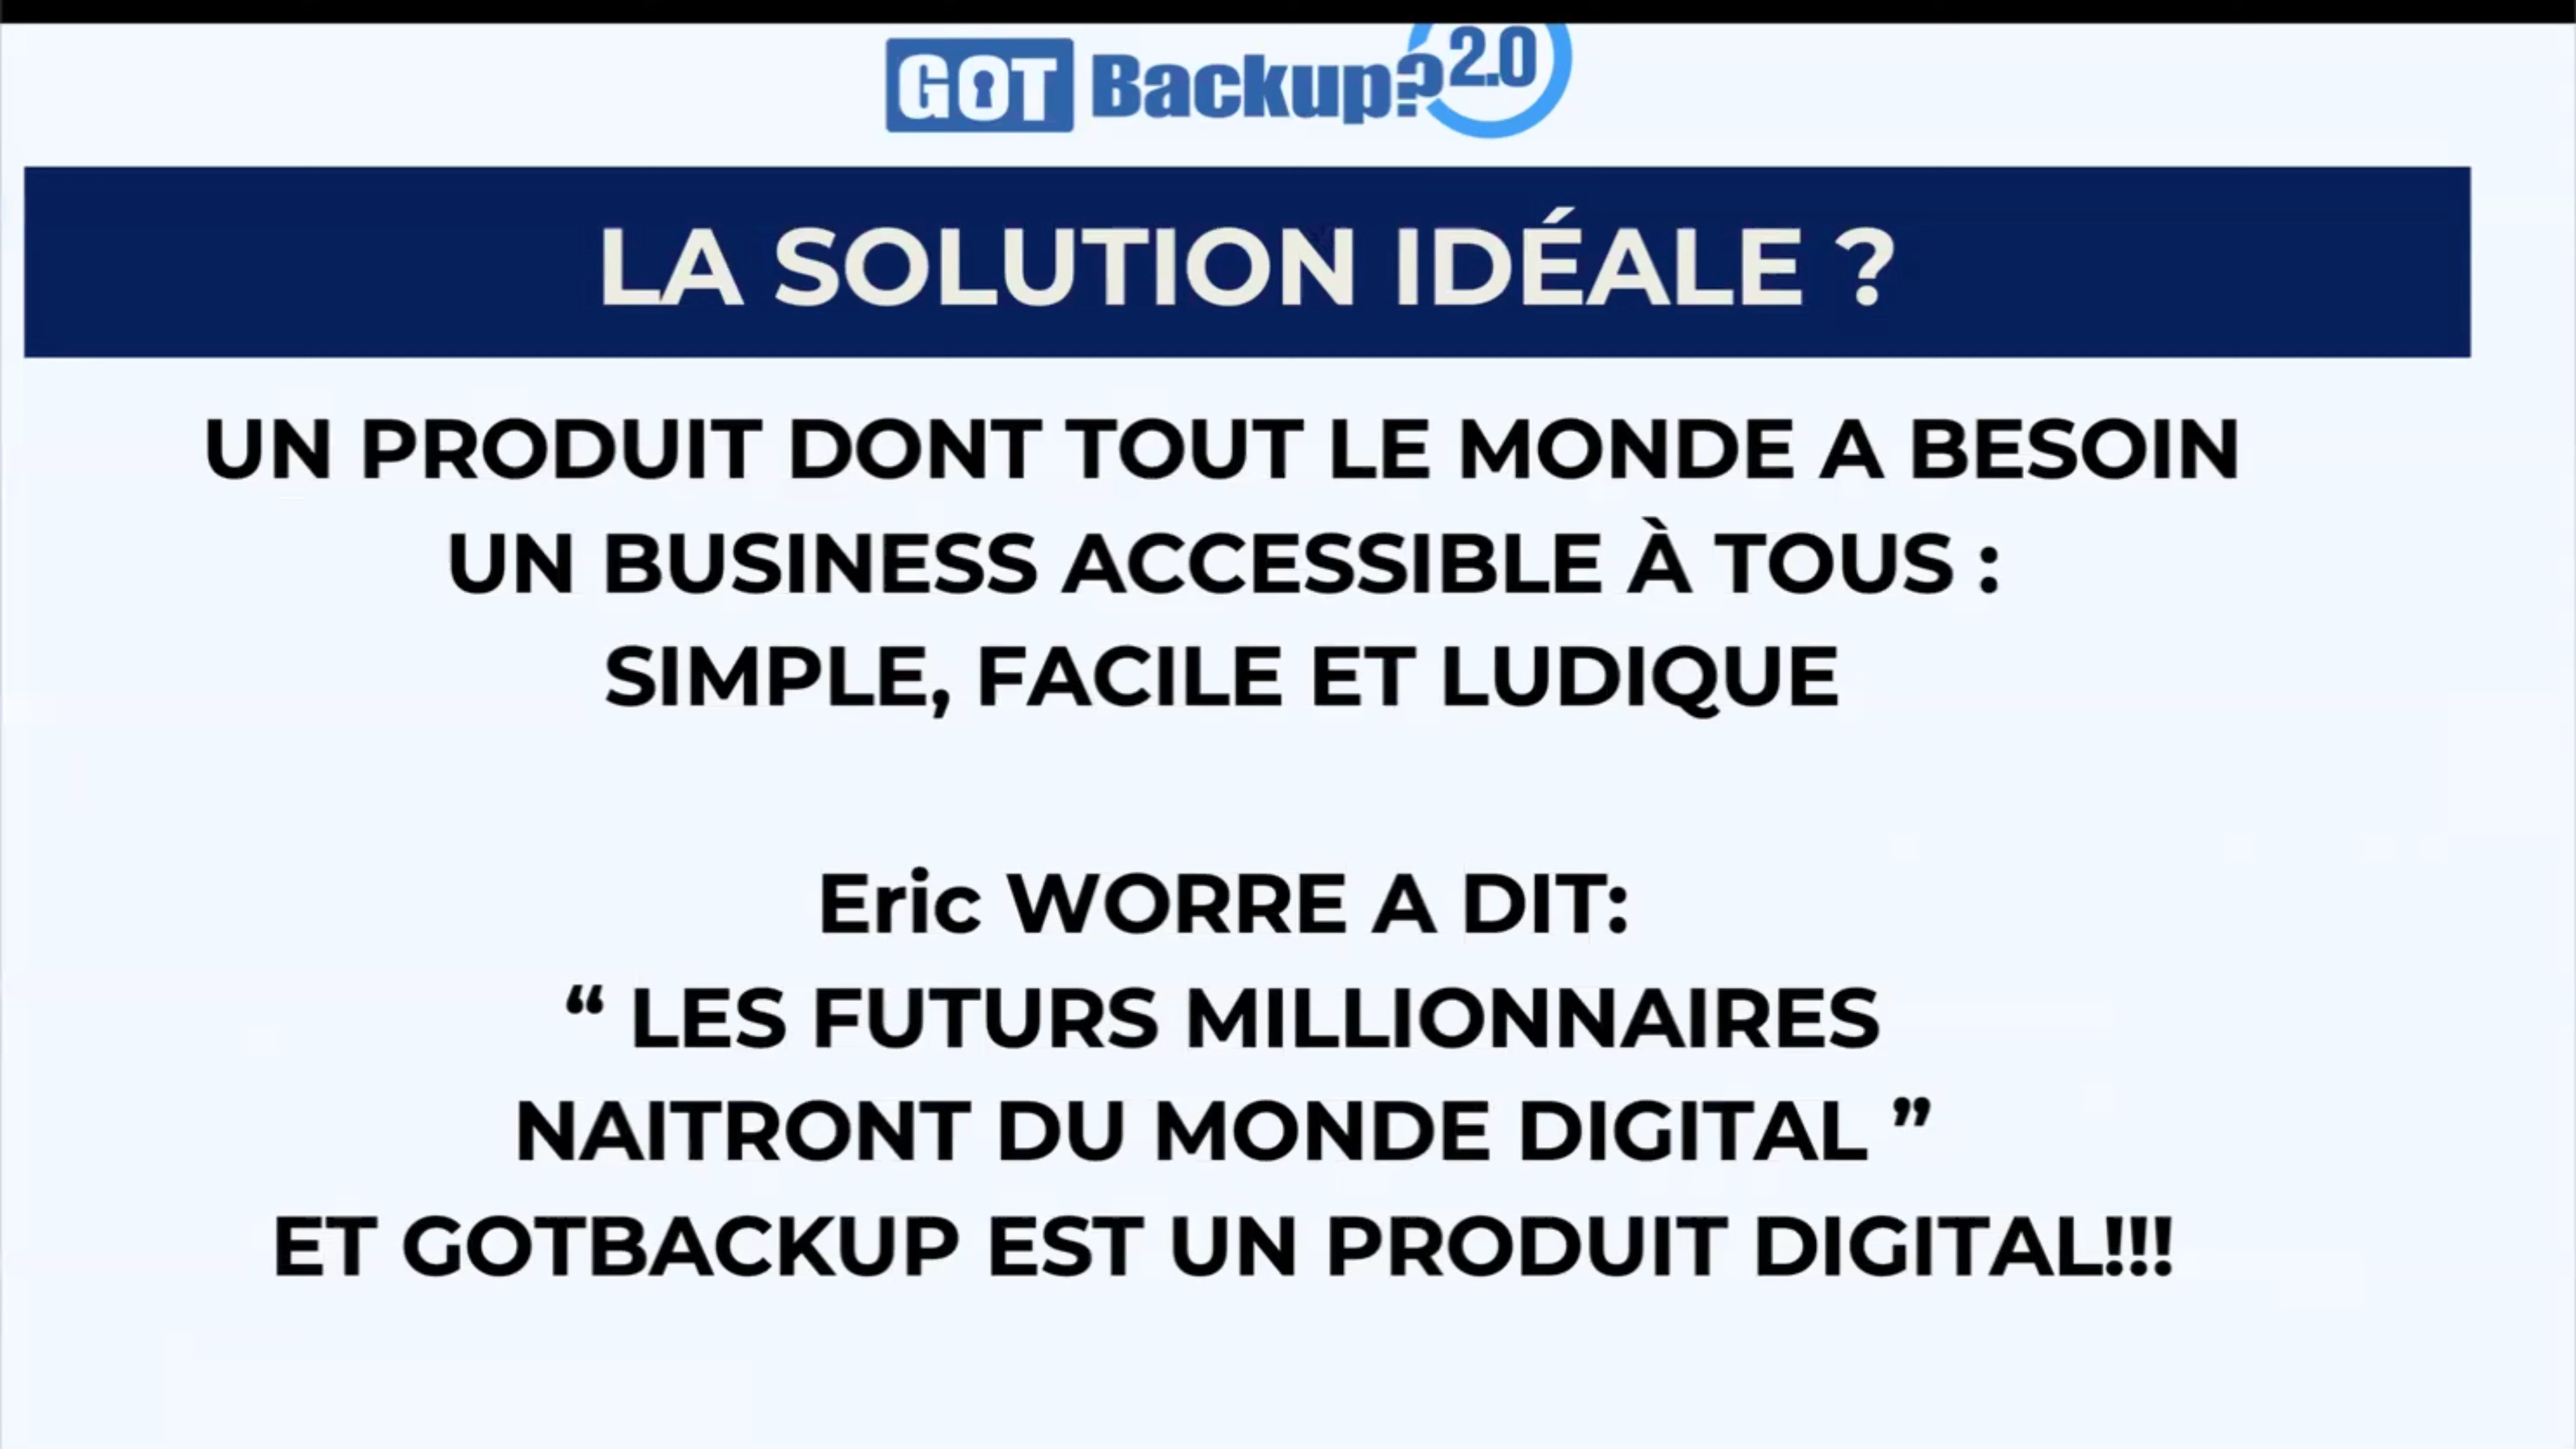 GOT Backup? 2.0
LA SOLUTION IDÉALE ?
UN PRODUIT DONT TOUT LE MONDE A BESOIN
UN BUSINESS ACCESSIBLE À TOUS :
SIMPLE, FACILE ET LUDIQUE
Eric WORRE A DIT:
“ LES FUTURS MILLIONNAIRES
NAITRONT DU MONDE DIGITAL ”
ET GOTBACKUP EST UN PRODUIT DIGITAL!!!